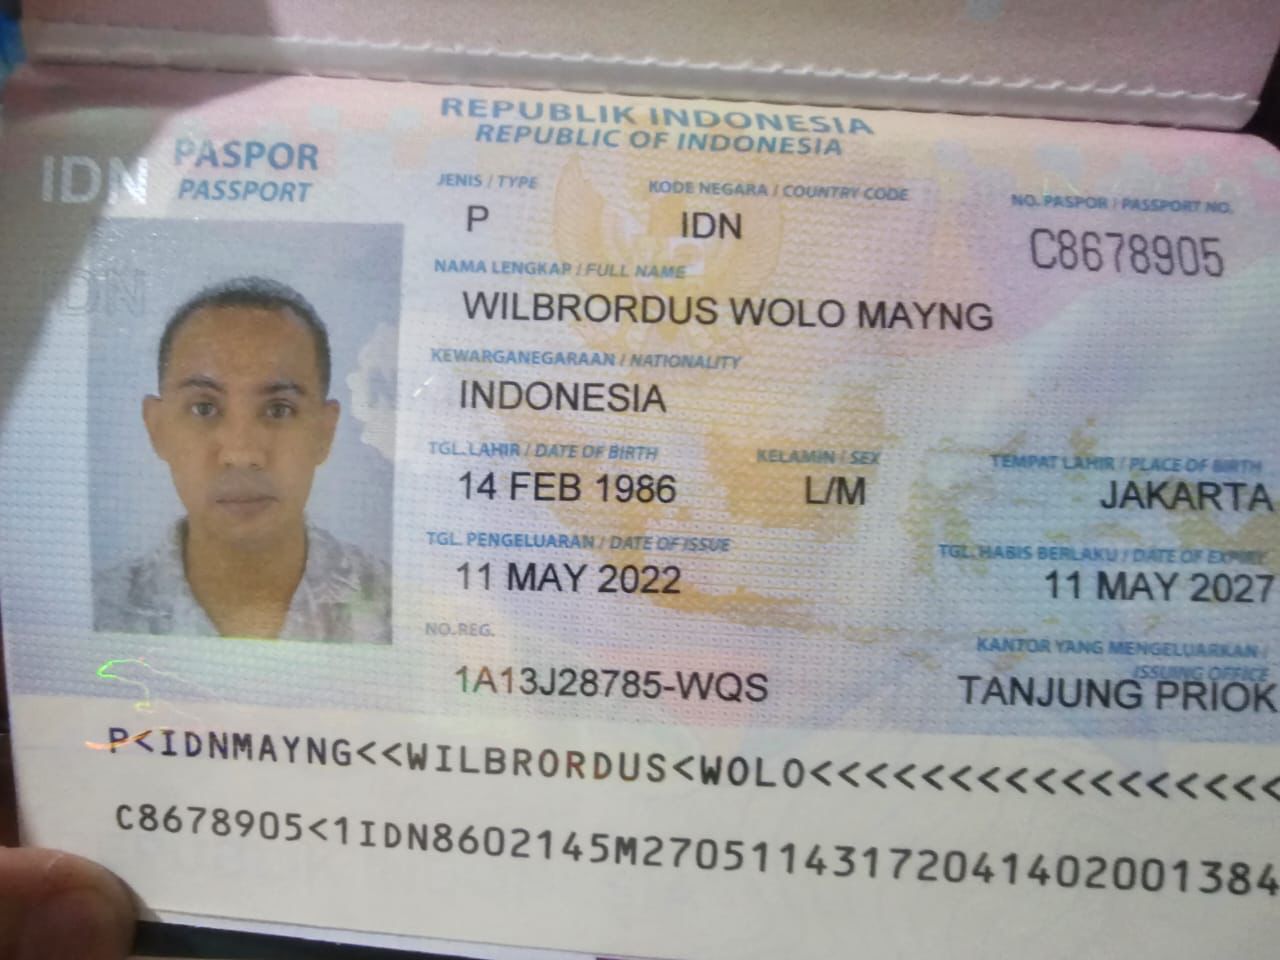 REPUBLIK INDONESIA
REPUBLIC OF INDONESIA
IDN PASPOR
PASSPORT
IDN
JENIS / TYPE KODE NEGARA / COUNTRY CODE NO. PASPOR / PASSPORT NO.
P IDN C8678905
NAMA LENGKAP / FULL NAME
WILBRORDUS WOLO MAYNG
KEWARGANEGARAAN / NATIONALITY
INDONESIA
TGL. LAHIR / DATE OF BIRTH KELAMIN / SEX TEMPAT LAHIR / PLACE OF BIRTH
14 FEB 1986 L/M JAKARTA
TGL. PENGELUARAN / DATE OF ISSUE TGL. HABIS BERLAKU / DATE OF EXPIRY
11 MAY 2022 11 MAY 2027
NO. REG. KANTOR YANG MENGELUARKAN /
ISSUING OFFICE
1A13J28785-WQS TANJUNG PRIOK
P<IDNMAYNG<<WILBRORDUS<WOLO<<<<<<<<<<<<<<<<<
C8678905<1IDN8602145M27051143172041402001384